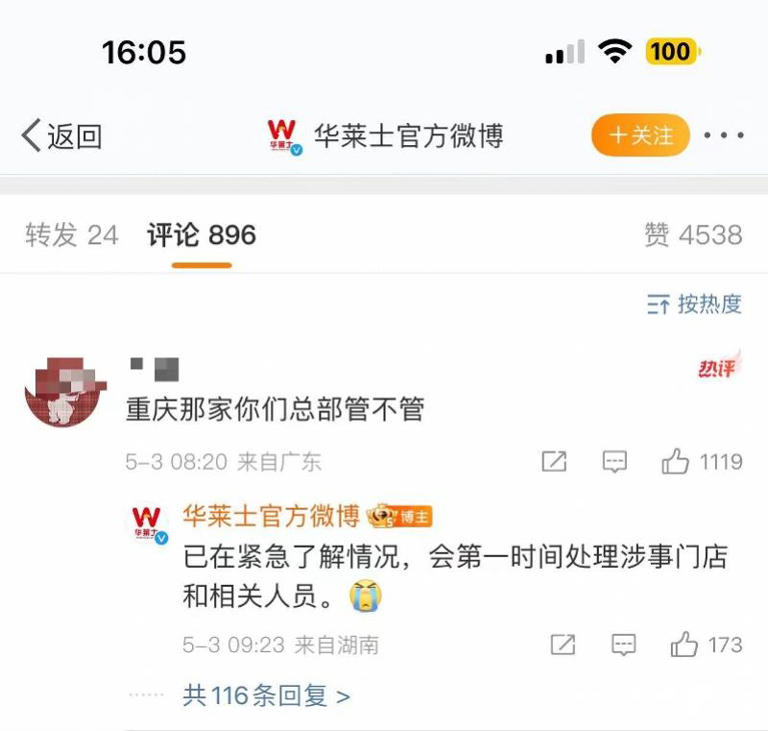 16:05
100
返回
华莱士
华莱士官方微博
+关注
转发 24
评论 896
赞 4538
按热度
热评
重庆那家你们总部管不管
5-3 08:20 来自广东
1119
华莱士
华莱士官方微博
5
博主
已在紧急了解情况，会第一时间处理涉事门店
和相关人员。😭
5-3 09:23 来自湖南
173
共116条回复 >